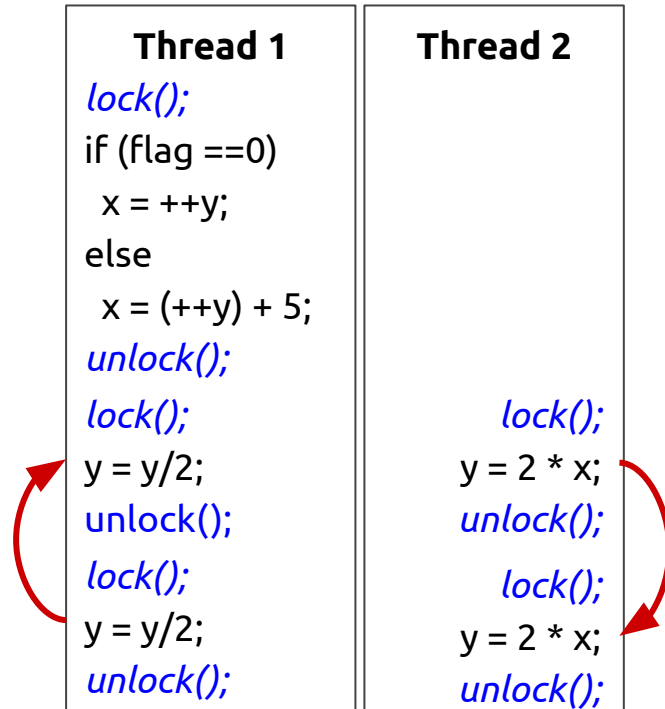 Thread 1
lock();
if (flag ==0)
x = ++y;
else
x = (++y) + 5;
unlock();
lock();
y = y/2;
unlock();
lock();
y = y/2;
unlock();
Thread 2
lock();
y = 2 * x;
unlock();
lock();
y = 2 * x;
unlock();